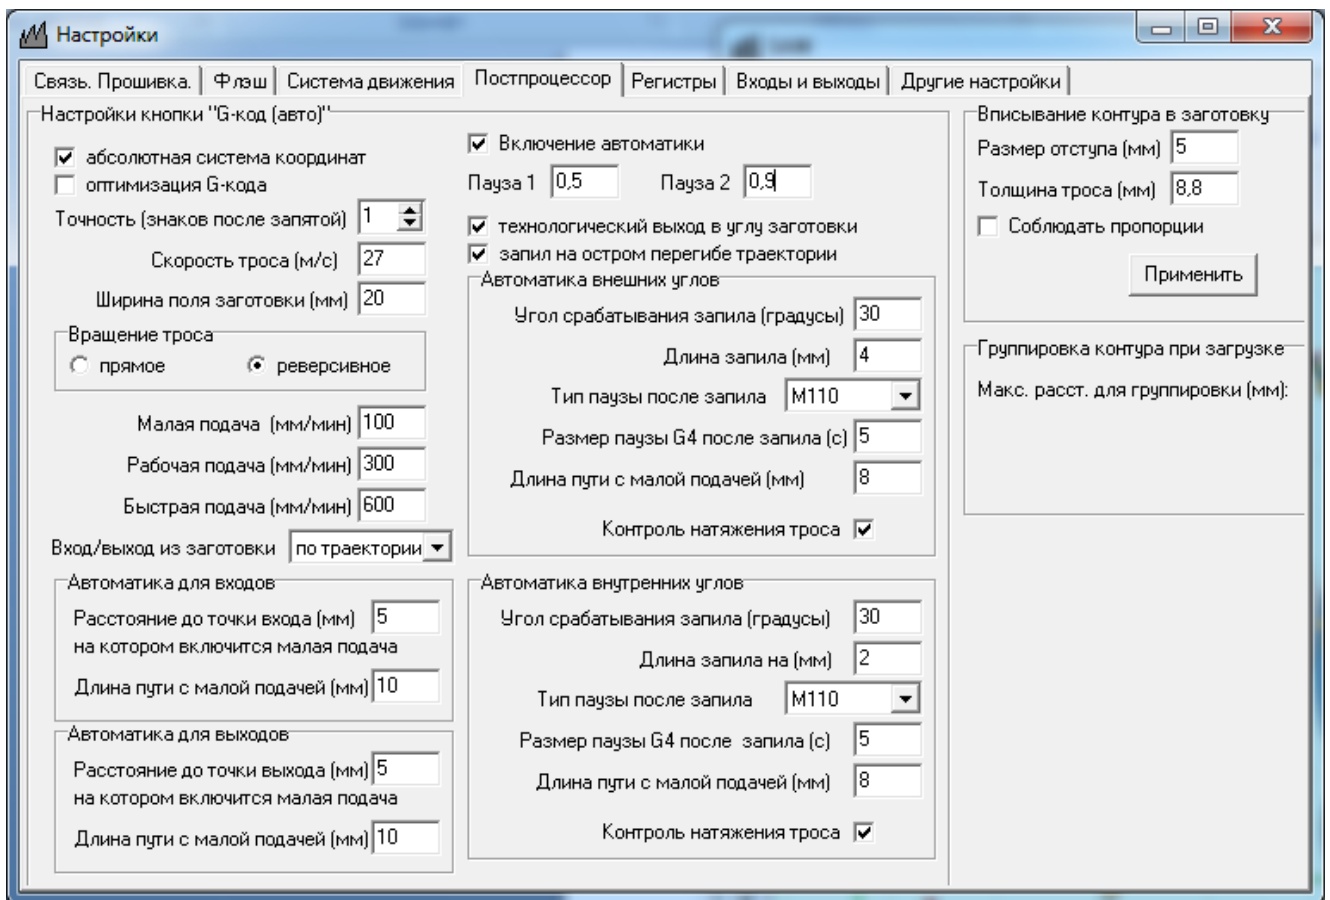 Настройки
Связь. Прошивка. Флэш Система движения Постпроцессор Регистры Входы и выходы Другие настройки
Настройки кнопки "G-код (авто)"
абсолютная система координат
оптимизация G-кода
Точность (знаков после запятой) 1
Скорость троса (м/с) 27
Ширина поля заготовки (мм) 20
Вращение троса
прямое реверсивное
Малая подача (мм/мин) 100
Рабочая подача (мм/мин) 300
Быстрая подача (мм/мин) 600
Вход/выход из заготовки по траектории
Автоматика для входов
Расстояние до точки входа (мм) 5
на котором включится малая подача
Длина пути с малой подачей (мм) 10
Автоматика для выходов
Расстояние до точки выхода (мм) 5
на котором включится малая подача
Длина пути с малой подачей (мм) 10
Включение автоматики
Пауза 1 0,5 Пауза 2 0,9
технологический выход в углу заготовки
запил на остром перегибе траектории
Автоматика внешних углов
Угол срабатывания запила (градусы) 30
Длина запила (мм) 4
Тип паузы после запила M110
Размер паузы G4 после запила (с) 5
Длина пути с малой подачей (мм) 8
Контроль натяжения троса
Автоматика внутренних углов
Угол срабатывания запила (градусы) 30
Длина запила на (мм) 2
Тип паузы после запила M110
Размер паузы G4 после запила (с) 5
Длина пути с малой подачей (мм) 8
Контроль натяжения троса
Вписывание контура в заготовку
Размер отступа (мм) 5
Толщина троса (мм) 8,8
Соблюдать пропорции
Применить
Группировка контура при загрузке
Макс. расст. для группировки (мм):